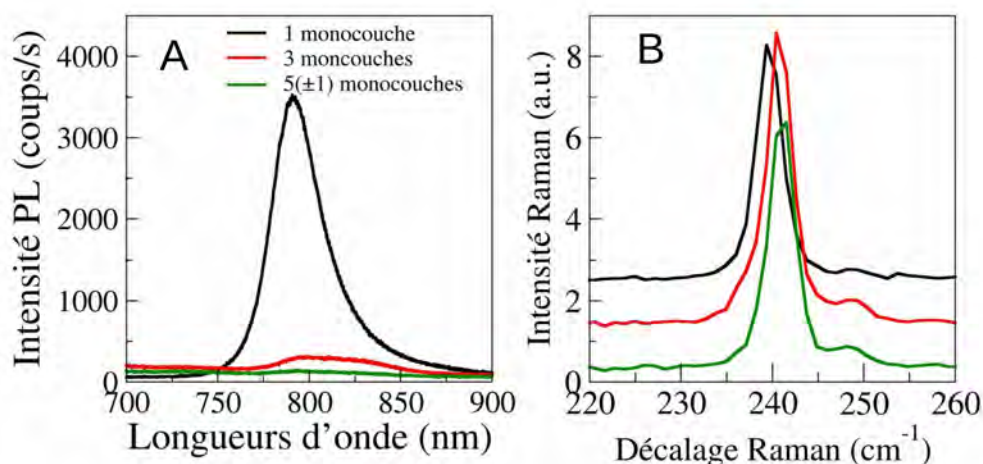 A
1 monocouche
3 moncouches
5(±1) monocouches
Intensité PL (coups/s)
4000
3000
2000
1000
0
700
750
800
850
900
Longueurs d'onde (nm)
B
Intensité Raman (a.u.)
8
6
4
2
0
220
230
240
250
260
Décalage Raman (cm⁻¹)